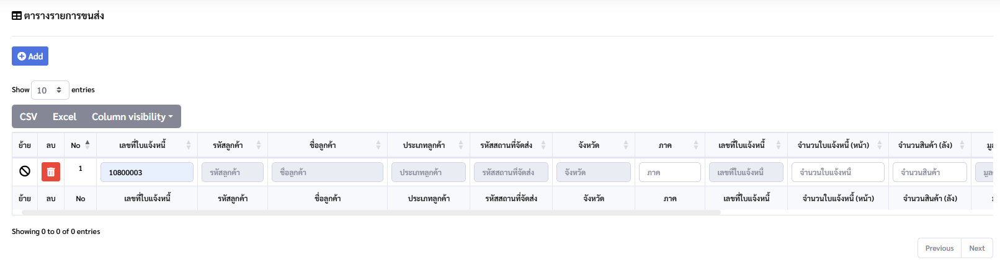 ตารางรายการขนส่ง
Add
Show 10 entries
CSV Excel Column visibility
ย้าย ลบ No เลขที่ใบแจ้งหนี้ รหัสลูกค้า ชื่อลูกค้า ประเภทลูกค้า รหัสสถานที่จัดส่ง จังหวัด ภาค เลขที่ใบแจ้งหนี้ จำนวนใบแจ้งหนี้ (หน้า) จำนวนสินค้า (ลัง)
1 10800003 รหัสลูกค้า ชื่อลูกค้า ประเภทลูกค้า รหัสสถานที่จัดส่ง จังหวัด ภาค เลขที่ใบแจ้งหนี้ จำนวนใบแจ้งหนี้ จำนวนสินค้า
ย้าย ลบ No เลขที่ใบแจ้งหนี้ รหัสลูกค้า ชื่อลูกค้า ประเภทลูกค้า รหัสสถานที่จัดส่ง จังหวัด ภาค เลขที่ใบแจ้งหนี้ จำนวนใบแจ้งหนี้ (หน้า) จำนวนสินค้า (ลัง)
Showing 0 to 0 of 0 entries
Previous Next